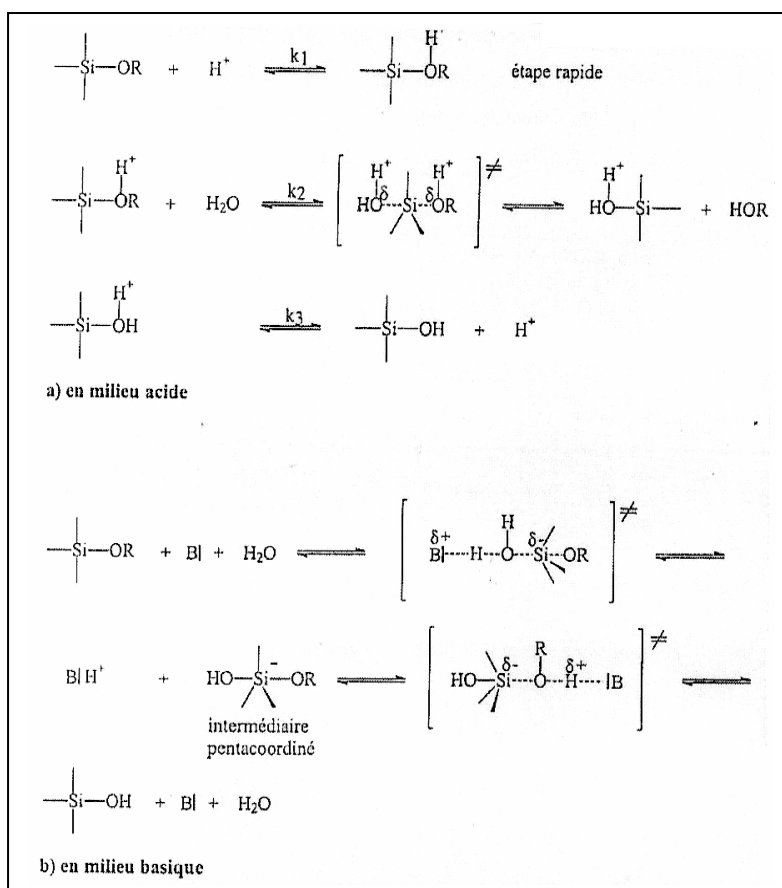 H⁺
Si—OR + H⁺ k1 Si—OR étape rapide
H⁺ H⁺ H⁺ ≠ H⁺
Si—OR + H₂O k2 HO δ Si δ OR HO—Si + HOR
H⁺
Si—OH k3 Si—OH + H⁺
a) en milieu acide
H ≠
Si—OR + B| + H₂O δ+ B| H O δ- Si OR
R ≠
B|H⁺ + HO—Si⁻—OR HO Si δ- O H δ+ |B
intermédiaire
pentacoordiné
Si—OH + B| + H₂O
b) en milieu basique